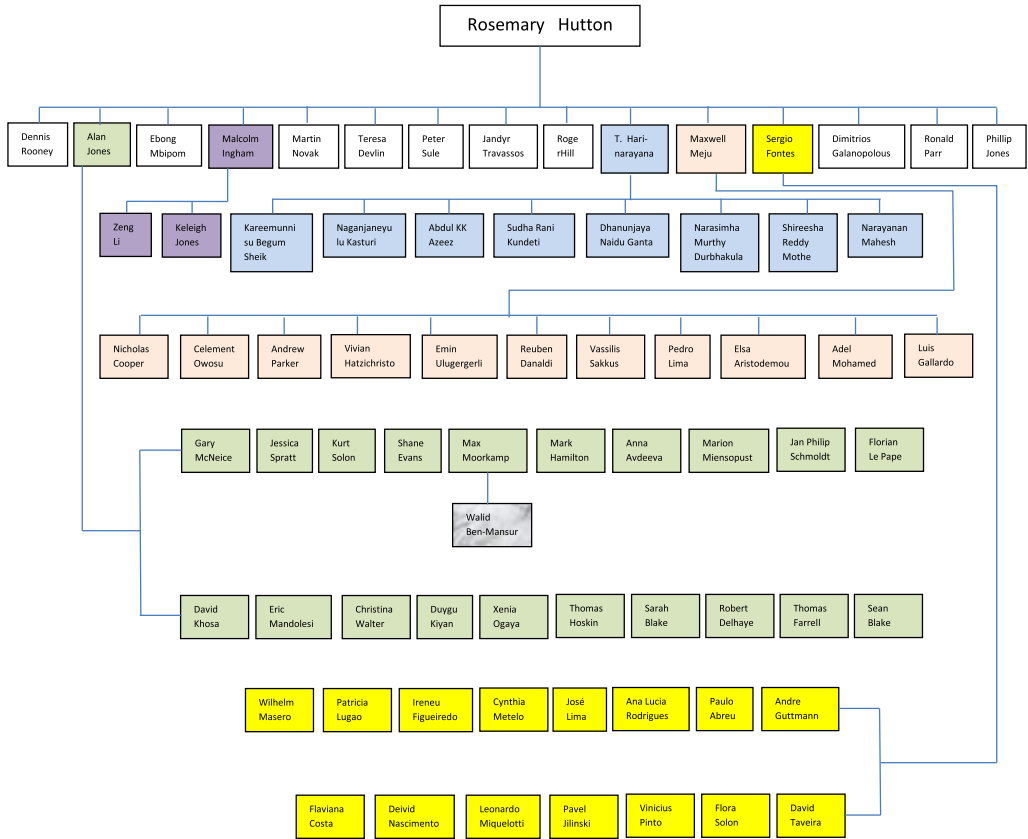 Rosemary Hutton
Dennis
Rooney
Alan
Jones
Ebong
Mbipom
Malcolm
Ingham
Martin
Novak
Teresa
Devlin
Peter
Sule
Jandyr
Travassos
Roge
rHill
T. Hari-
narayana
Maxwell
Meju
Sergio
Fontes
Dimitrios
Galanopolous
Ronald
Parr
Phillip
Jones
Zeng
Li
Keleigh
Jones
Kareemunni
su Begum
Sheik
Naganjaneyu
lu Kasturi
Abdul KK
Azeez
Sudha Rani
Kundeti
Dhanunjaya
Naidu Ganta
Narasimha
Murthy
Durbhakula
Shireesha
Reddy
Mothe
Narayanan
Mahesh
Nicholas
Cooper
Celement
Owosu
Andrew
Parker
Vivian
Hatzichristo
Emin
Ulugergerli
Reuben
Danaldi
Vassilis
Sakkus
Pedro
Lima
Elsa
Aristodemou
Adel
Mohamed
Luis
Gallardo
Gary
McNeice
Jessica
Spratt
Kurt
Solon
Shane
Evans
Max
Moorkamp
Mark
Hamilton
Anna
Avdeeva
Marion
Miensopust
Jan Philip
Schmoldt
Florian
Le Pape
Walid
Ben-Mansur
David
Khosa
Eric
Mandolesi
Christina
Walter
Duygu
Kiyan
Xenia
Ogaya
Thomas
Hoskin
Sarah
Blake
Robert
Delhaye
Thomas
Farrell
Sean
Blake
Wilhelm
Masero
Patricia
Lugao
Ireneu
Figueiredo
Cynthia
Metelo
José
Lima
Ana Lucia
Rodrigues
Paulo
Abreu
Andre
Guttmann
Flaviana
Costa
Deivid
Nascimento
Leonardo
Miquelotti
Pavel
Jilinski
Vinicius
Pinto
Flora
Solon
David
Taveira